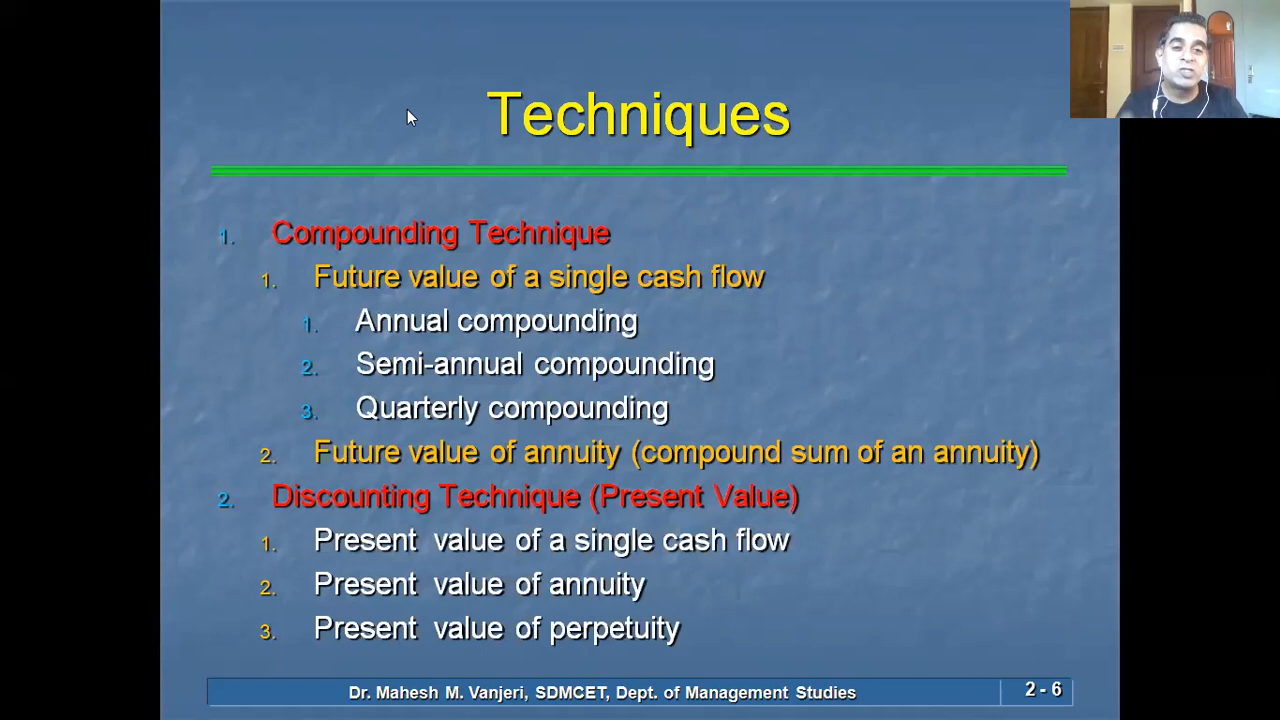 Techniques
1. Compounding Technique
1. Future value of a single cash flow
1. Annual compounding
2. Semi-annual compounding
3. Quarterly compounding
2. Future value of annuity (compound sum of an annuity)
2. Discounting Technique (Present Value)
1. Present value of a single cash flow
2. Present value of annuity
3. Present value of perpetuity
Dr. Mahesh M. Vanjeri, SDMCET, Dept. of Management Studies
2 - 6